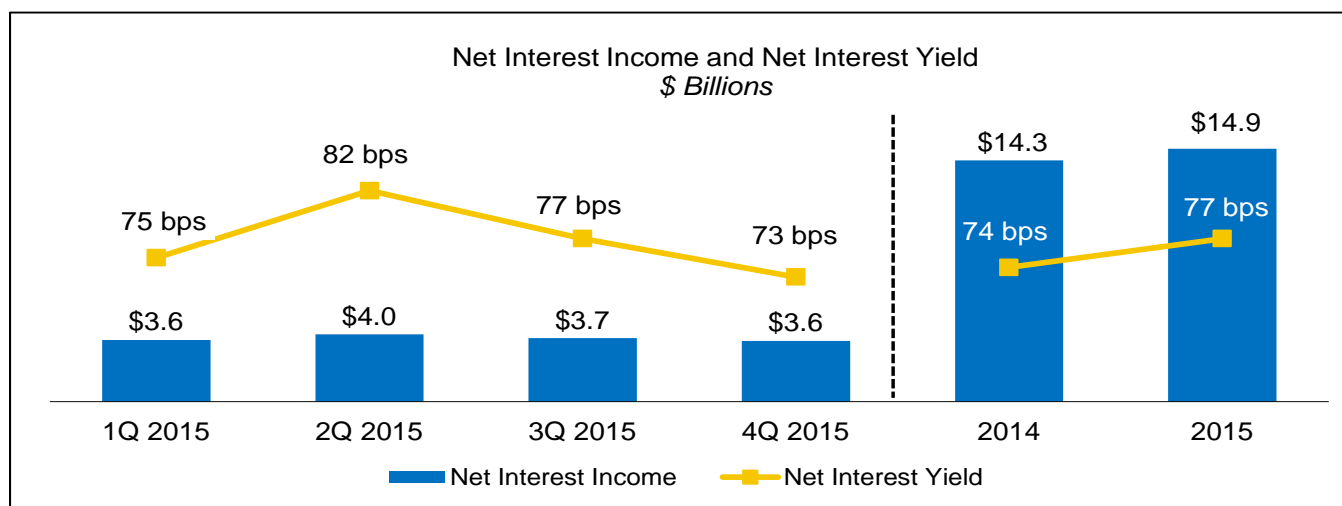 Net Interest Income and Net Interest Yield
$ Billions
75 bps
82 bps
77 bps
73 bps
$14.3
$14.9
74 bps
77 bps
$3.6
$4.0
$3.7
$3.6
1Q 2015
2Q 2015
3Q 2015
4Q 2015
2014
2015
Net Interest Income
Net Interest Yield